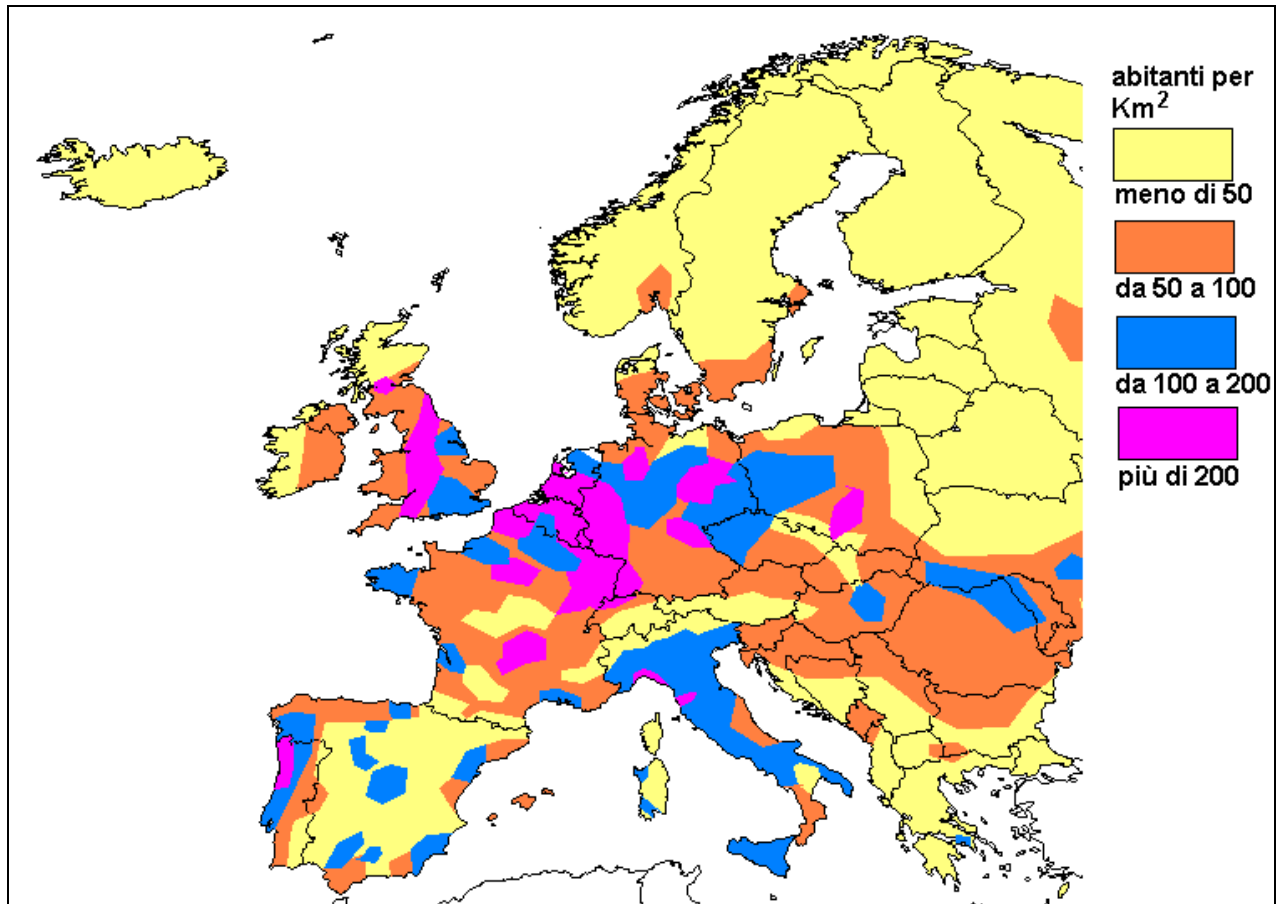 abitanti per
Km²
meno di 50
da 50 a 100
da 100 a 200
più di 200